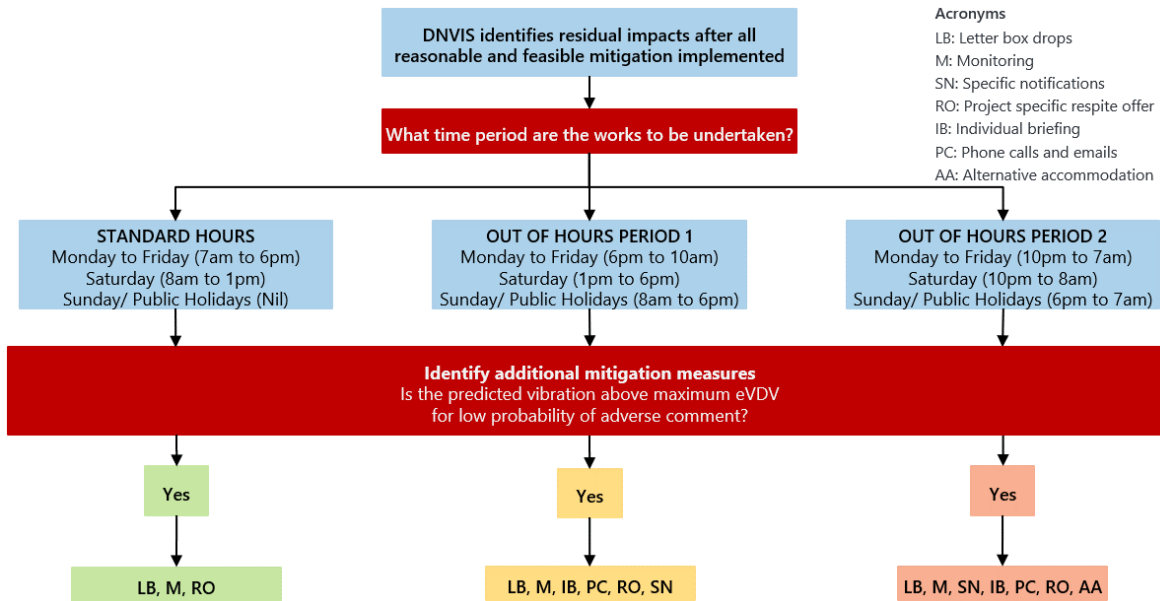 DNVIS identifies residual impacts after all
reasonable and feasible mitigation implemented
Acronyms
LB: Letter box drops
M: Monitoring
SN: Specific notifications
RO: Project specific respite offer
IB: Individual briefing
PC: Phone calls and emails
AA: Alternative accommodation
What time period are the works to be undertaken?
STANDARD HOURS
Monday to Friday (7am to 6pm)
Saturday (8am to 1pm)
Sunday/ Public Holidays (Nil)
OUT OF HOURS PERIOD 1
Monday to Friday (6pm to 10am)
Saturday (1pm to 6pm)
Sunday/ Public Holidays (8am to 6pm)
OUT OF HOURS PERIOD 2
Monday to Friday (10pm to 7am)
Saturday (10pm to 8am)
Sunday/ Public Holidays (6pm to 7am)
Identify additional mitigation measures
Is the predicted vibration above maximum eVDV
for low probability of adverse comment?
Yes
Yes
Yes
LB, M, RO
LB, M, IB, PC, RO, SN
LB, M, SN, IB, PC, RO, AA